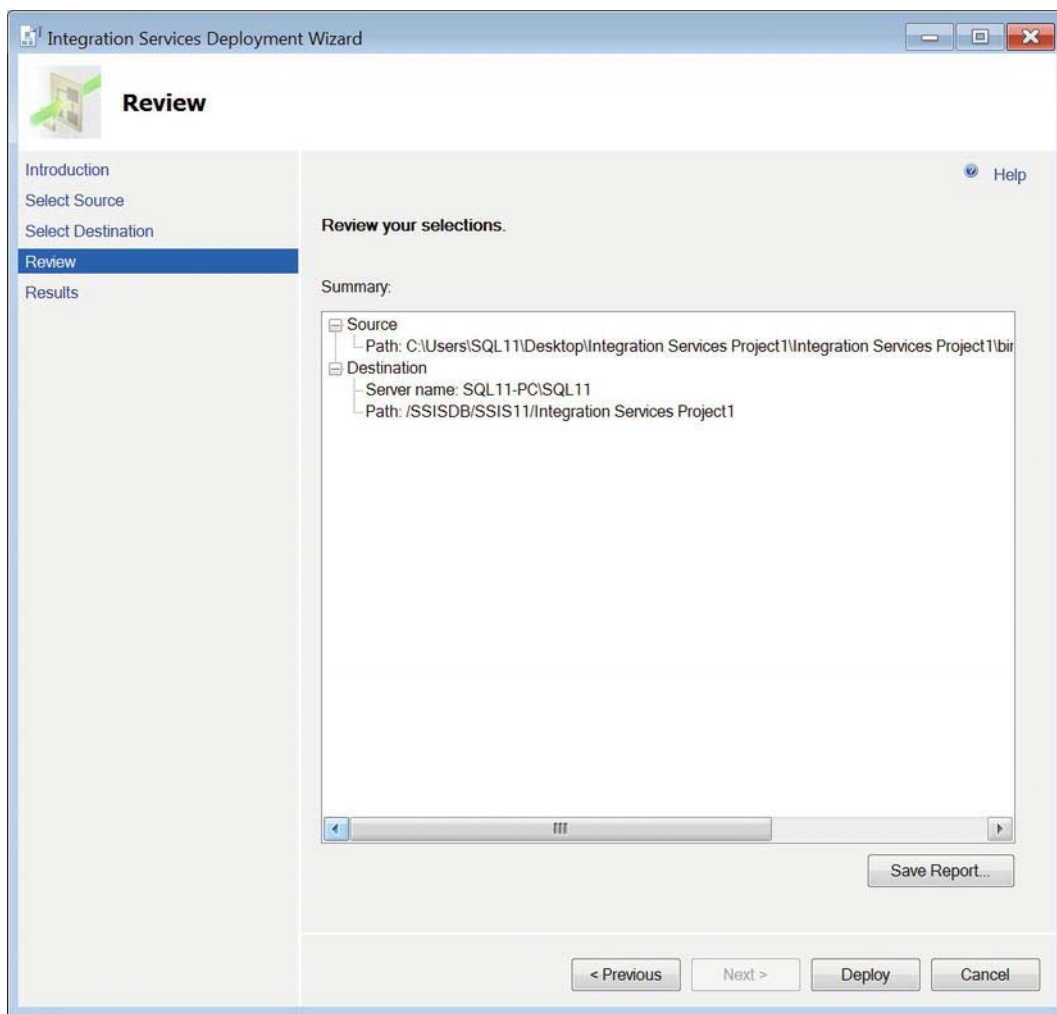 Integration Services Deployment Wizard
Review
Introduction
Select Source
Select Destination
Review
Results
Help
Review your selections.
Summary:
Source
Path: C:\Users\SQL11\Desktop\Integration Services Project1\Integration Services Project1\bin
Destination
Server name: SQL11-PC\SQL11
Path: /SSISDB/SSIS11/Integration Services Project1
Save Report...
< Previous
Next >
Deploy
Cancel